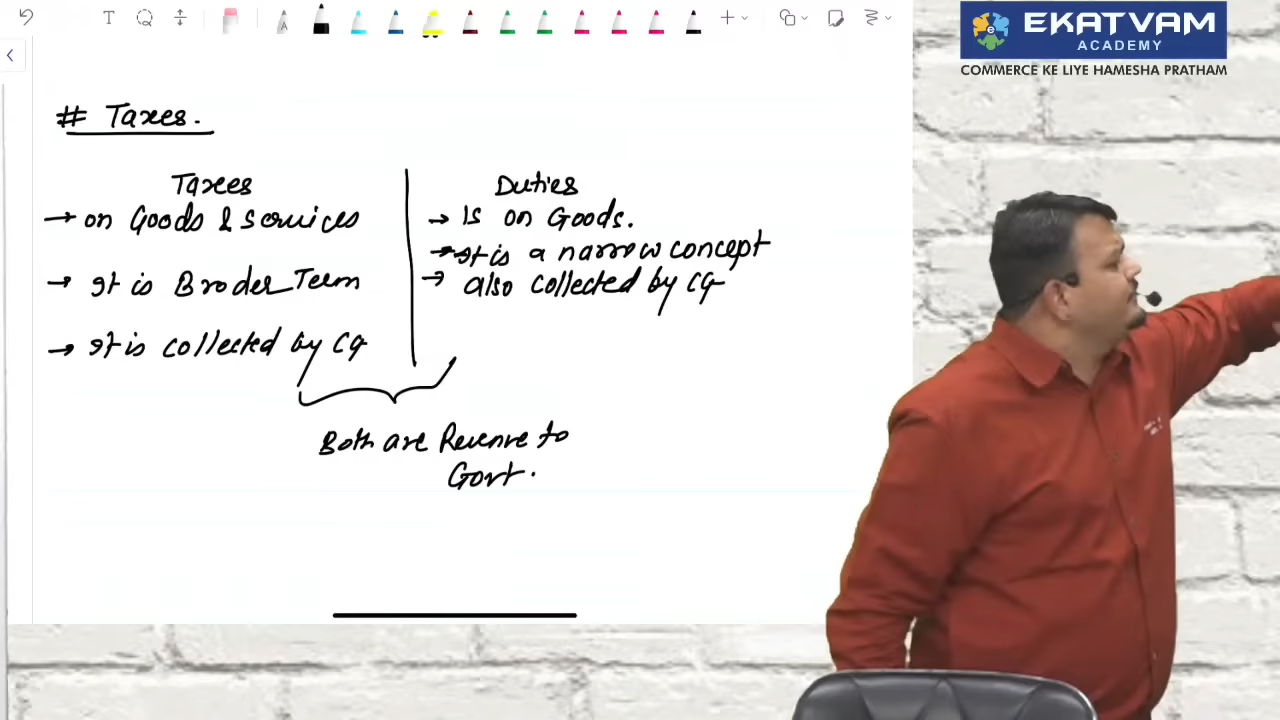 EKATVAM
ACADEMY
COMMERCE KE LIYE HAMESHA PRATHAM
# Taxes.
Taxes
→ on Goods & Services
→ It is Broder Term
→ It is collected by CG
Duties
→ Is on Goods.
→ It is a narrow concept
→ also collected by CG
Both are Revenue to
Govt.